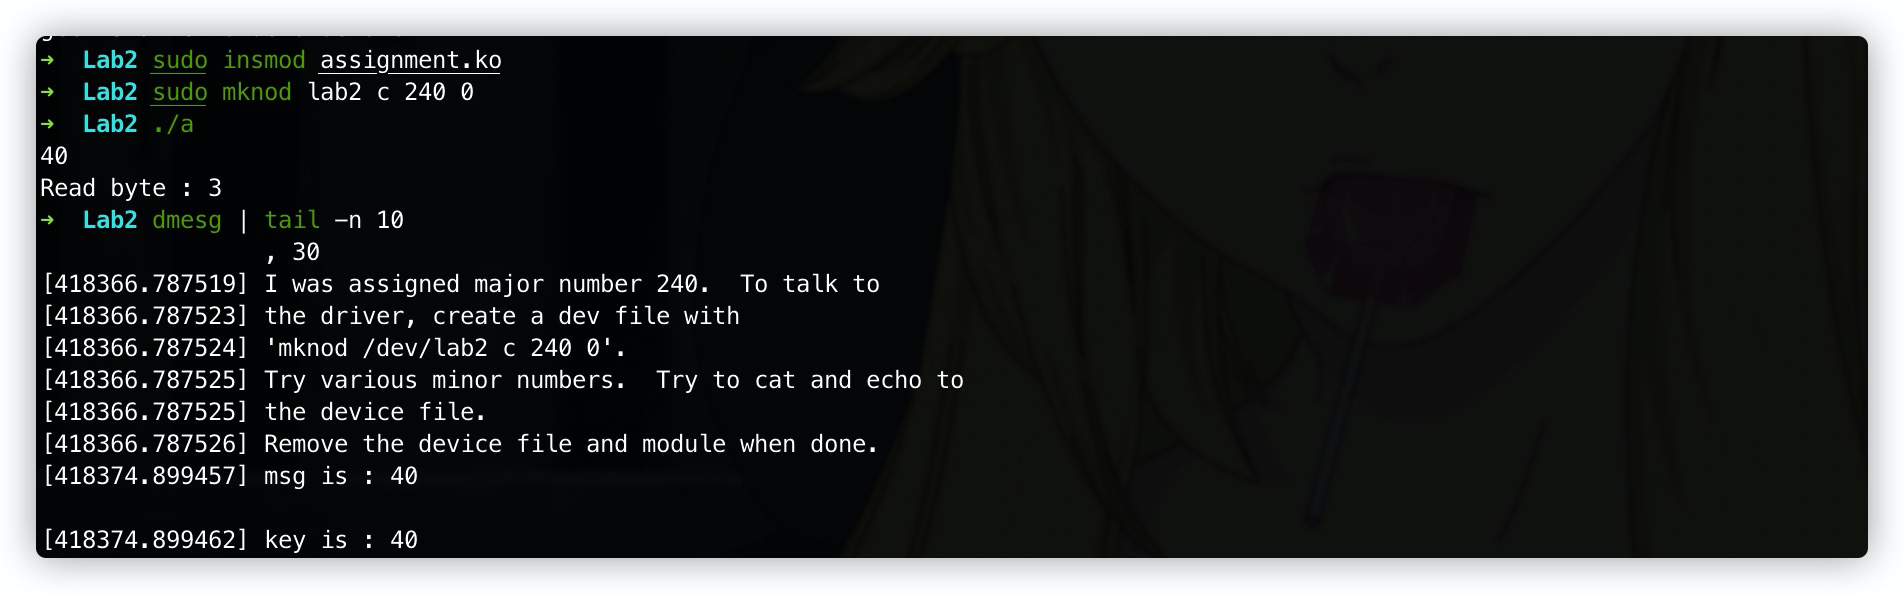 ➜ Lab2 sudo insmod assignment.ko
➜ Lab2 sudo mknod lab2 c 240 0
➜ Lab2 ./a
40
Read byte : 3
➜ Lab2 dmesg | tail -n 10
, 30
[418366.787519] I was assigned major number 240.  To talk to
[418366.787523] the driver, create a dev file with
[418366.787524] 'mknod /dev/lab2 c 240 0'.
[418366.787525] Try various minor numbers.  Try to cat and echo to
[418366.787525] the device file.
[418366.787526] Remove the device file and module when done.
[418374.899457] msg is : 40
[418374.899462] key is : 40